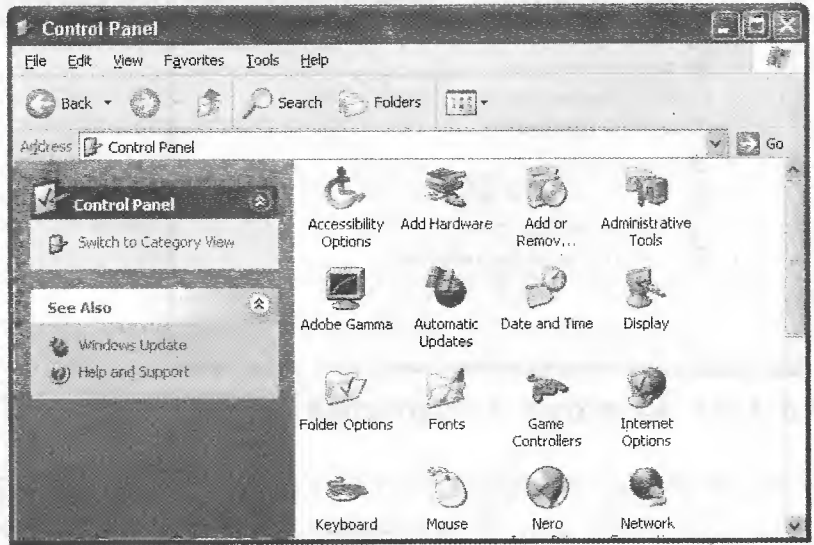 Control Panel
File Edit View Favorites Tools Help
Back Search Folders
Address Control Panel Go
Control Panel
Switch to Category View
See Also
Windows Update
Help and Support
Accessibility Options
Add Hardware
Add or Remov...
Administrative Tools
Adobe Gamma
Automatic Updates
Date and Time
Display
Folder Options
Fonts
Game Controllers
Internet Options
Keyboard
Mouse
Nero
Network